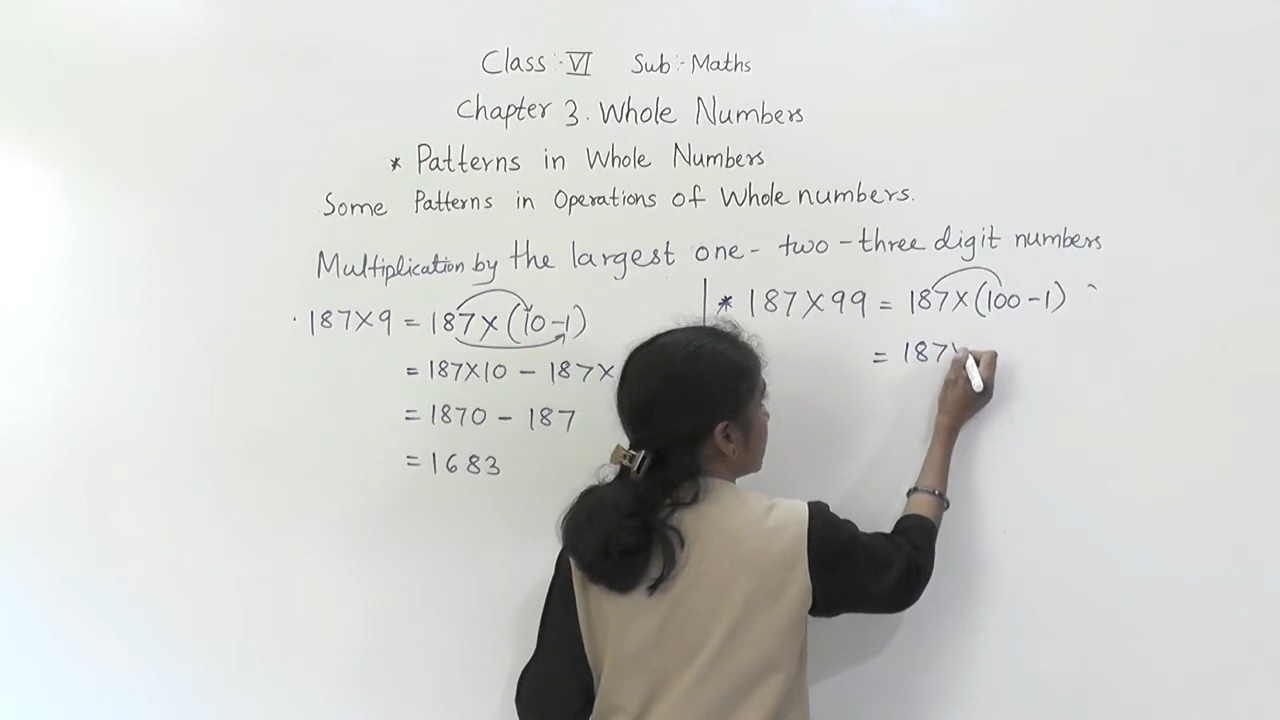 Class :- VI Sub :- Maths
Chapter 3. Whole Numbers
* Patterns in Whole Numbers
Some Patterns in Operations of Whole numbers.
Multiplication by the largest one - two - three digit numbers
· 187×9 = 187×(10-1)
= 187×10 - 187×
= 1870 - 187
= 1683
* 187×99 = 187×(100-1)
= 187×